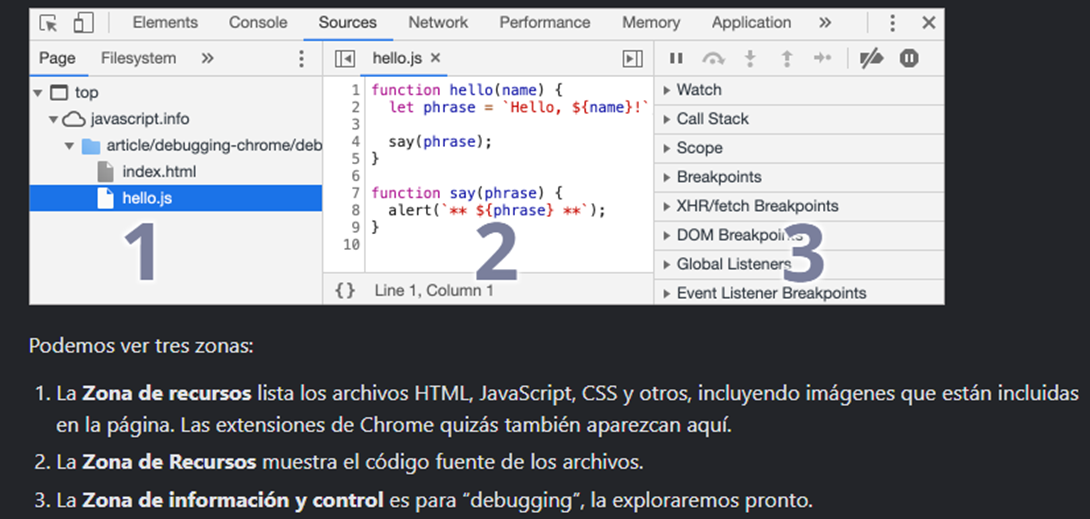 Elements Console Sources Network Performance Memory Application »
Page Filesystem » hello.js
top
javascript.info
article/debugging-chrome/deb
index.html
hello.js
1
1 function hello(name) {
2 let phrase = `Hello, ${name}!`
3
4 say(phrase);
5 }
6
7 function say(phrase) {
8 alert(`** ${phrase} **`);
9 }
10
2
{} Line 1, Column 1
Watch
Call Stack
Scope
Breakpoints
XHR/fetch Breakpoints
DOM Breakpoints
Global Listeners
Event Listener Breakpoints
3
Podemos ver tres zonas:
1. La Zona de recursos lista los archivos HTML, JavaScript, CSS y otros, incluyendo imágenes que están incluidas
en la página. Las extensiones de Chrome quizás también aparezcan aquí.
2. La Zona de Recursos muestra el código fuente de los archivos.
3. La Zona de información y control es para “debugging”, la exploraremos pronto.